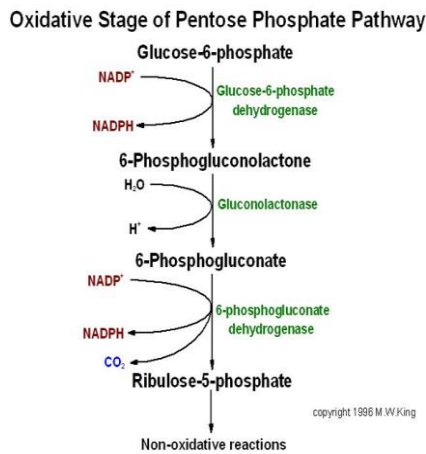 Oxidative Stage of Pentose Phosphate Pathway
Glucose-6-phosphate
NADP⁺
Glucose-6-phosphate
dehydrogenase
NADPH
6-Phosphogluconolactone
H₂O
Gluconolactonase
H⁺
6-Phosphogluconate
NADP⁺
6-phosphogluconate
dehydrogenase
NADPH
CO₂
Ribulose-5-phosphate
copyright 1996 M.W.King
Non-oxidative reactions